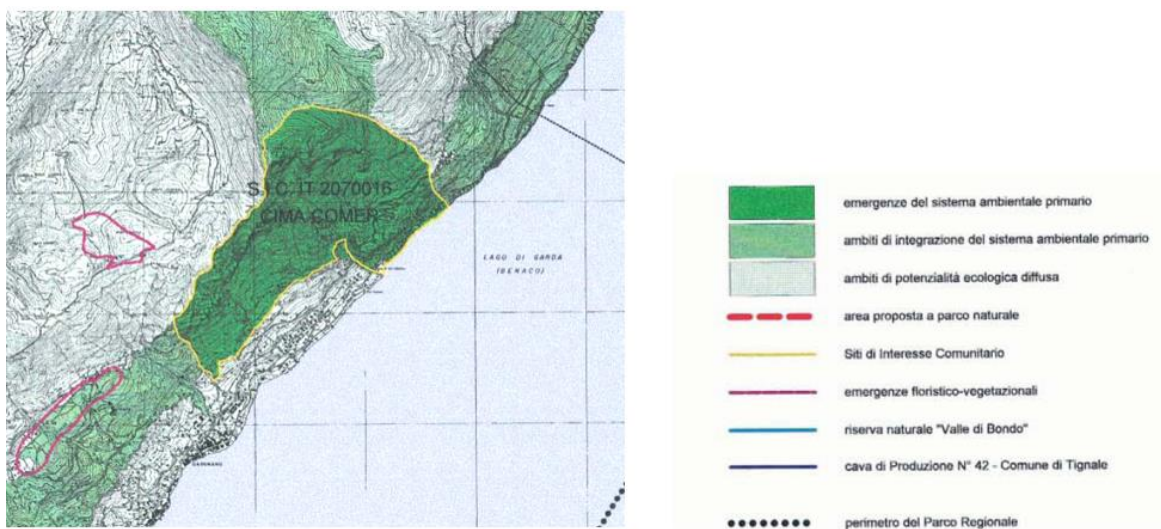 S.I.C. IT 2070016
CIMA COMER
LAGO DI GARDA
(BENACO)
GARGNANO
emergenze del sistema ambientale primario
ambiti di integrazione del sistema ambientale primario
ambiti di potenzialità ecologica diffusa
area proposta a parco naturale
Siti di Interesse Comunitario
emergenze floristico-vegetazionali
riserva naturale "Valle di Bondo"
cava di Produzione N° 42 - Comune di Tignale
perimetro del Parco Regionale